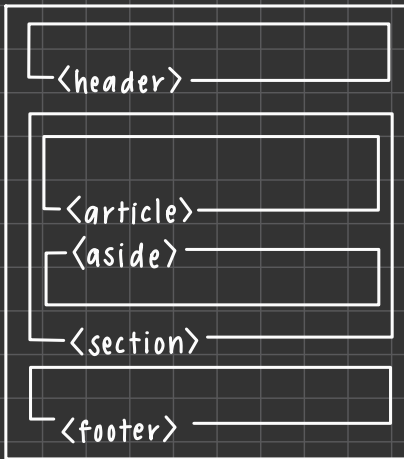 <header>
<article>
<aside>
<section>
<footer>